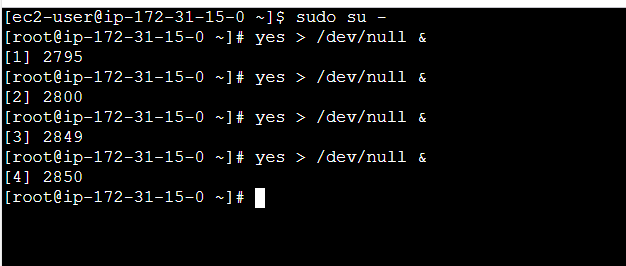 [ec2-user@ip-172-31-15-0 ~]$ sudo su -
[root@ip-172-31-15-0 ~]# yes > /dev/null &
[1] 2795
[root@ip-172-31-15-0 ~]# yes > /dev/null &
[2] 2800
[root@ip-172-31-15-0 ~]# yes > /dev/null &
[3] 2849
[root@ip-172-31-15-0 ~]# yes > /dev/null &
[4] 2850
[root@ip-172-31-15-0 ~]#